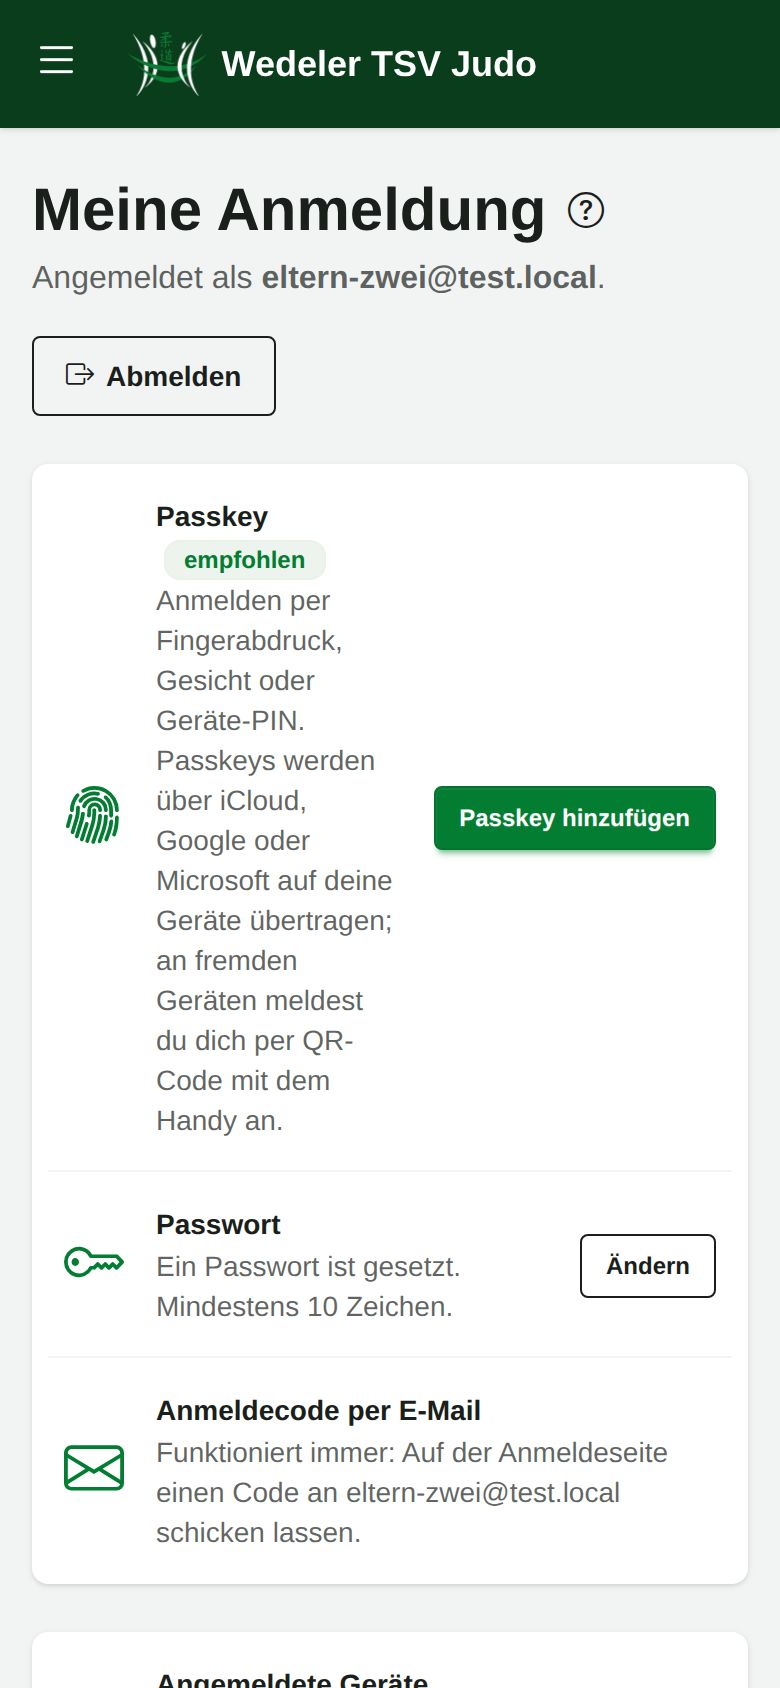 柔道
Wedeler TSV Judo
Meine Anmeldung ?
Angemeldet als eltern-zwei@test.local.
Abmelden
Passkey
empfohlen
Anmelden per
Fingerabdruck,
Gesicht oder
Geräte-PIN.
Passkeys werden
über iCloud,
Google oder
Microsoft auf deine
Geräte übertragen;
an fremden
Geräten meldest
du dich per QR-
Code mit dem
Handy an.
Passkey hinzufügen
Passwort
Ein Passwort ist gesetzt.
Mindestens 10 Zeichen.
Ändern
Anmeldecode per E-Mail
Funktioniert immer: Auf der Anmeldeseite
einen Code an eltern-zwei@test.local
schicken lassen.
Angemeldete Geräte